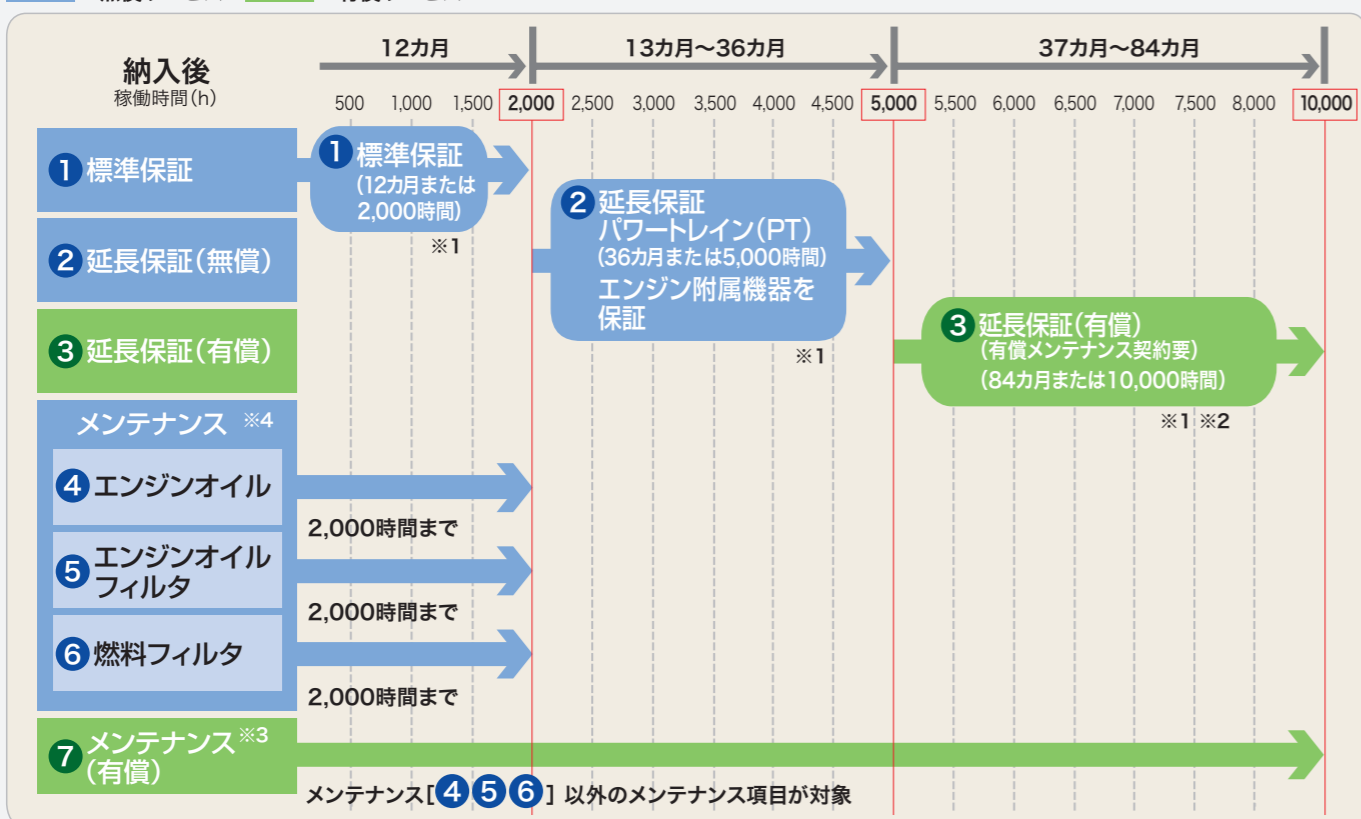 12カ月
13カ月～36カ月
37カ月～84カ月
納入後
稼働時間(h)
500 1,000 1,500 2,000 2,500 3,000 3,500 4,000 4,500 5,000 5,500 6,000 6,500 7,000 7,500 8,000 10,000
1 標準保証
1 標準保証
(12カ月または
2,000時間)
※1
2 延長保証(無償)
2 延長保証
パワートレイン(PT)
(36カ月または5,000時間)
エンジン附属機器を
保証
※1
3 延長保証(有償)
3 延長保証(有償)
(有償メンテナンス契約要)
(84カ月または10,000時間)
※1 ※2
メンテナンス ※4
4 エンジンオイル
2,000時間まで
5 エンジンオイル
フィルタ
2,000時間まで
6 燃料フィルタ
2,000時間まで
7 メンテナンス※3
(有償)
メンテナンス[4 5 6] 以外のメンテナンス項目が対象